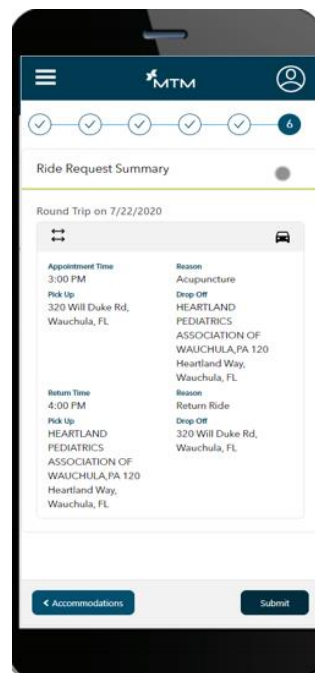 MTM
6
Ride Request Summary
Round Trip on 7/22/2020
Appointment Time
3:00 PM
Pick Up
320 Will Duke Rd,
Wauchula, FL
Reason
Acupuncture
Drop Off
HEARTLAND
PEDIATRICS
ASSOCIATION OF
WAUCHULA,PA 120
Heartland Way,
Wauchula, FL
Return Time
4:00 PM
Pick Up
HEARTLAND
PEDIATRICS
ASSOCIATION OF
WAUCHULA,PA 120
Heartland Way,
Wauchula, FL
Reason
Return Ride
Drop Off
320 Will Duke Rd,
Wauchula, FL
< Accommodations
Submit